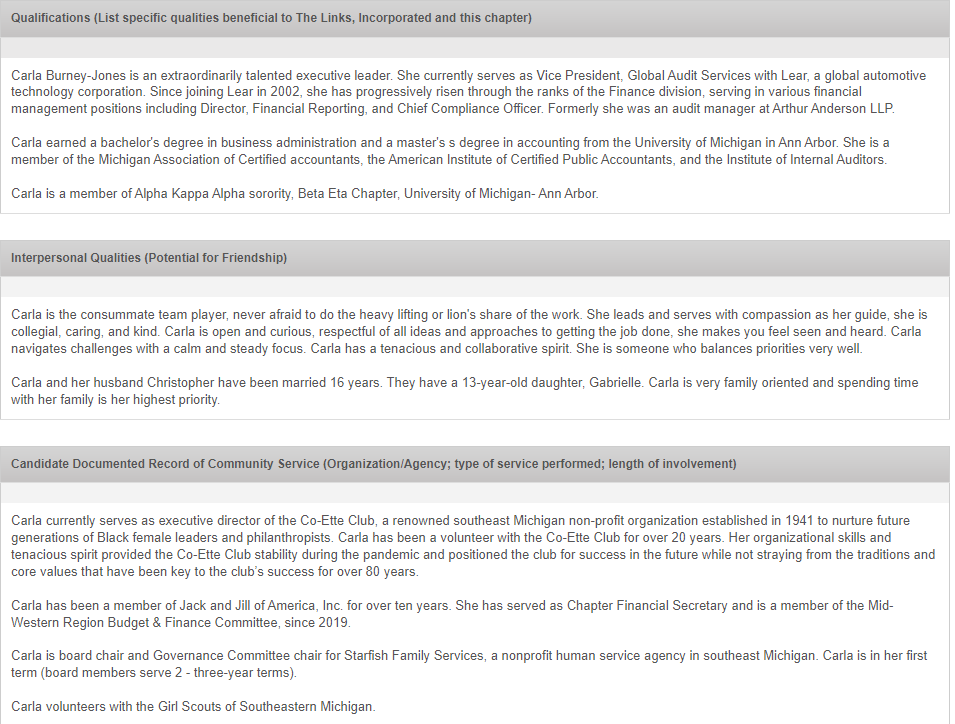 Qualifications (List specific qualities beneficial to The Links, Incorporated and this chapter)
Carla Burney-Jones is an extraordinarily talented executive leader. She currently serves as Vice President, Global Audit Services with Lear, a global automotive
technology corporation. Since joining Lear in 2002, she has progressively risen through the ranks of the Finance division, serving in various financial
management positions including Director, Financial Reporting, and Chief Compliance Officer. Formerly she was an audit manager at Arthur Anderson LLP.
Carla earned a bachelor's degree in business administration and a master's s degree in accounting from the University of Michigan in Ann Arbor. She is a
member of the Michigan Association of Certified accountants, the American Institute of Certified Public Accountants, and the Institute of Internal Auditors.
Carla is a member of Alpha Kappa Alpha sorority, Beta Eta Chapter, University of Michigan- Ann Arbor.
Interpersonal Qualities (Potential for Friendship)
Carla is the consummate team player, never afraid to do the heavy lifting or lion's share of the work. She leads and serves with compassion as her guide, she is
collegial, caring, and kind. Carla is open and curious, respectful of all ideas and approaches to getting the job done, she makes you feel seen and heard. Carla
navigates challenges with a calm and steady focus. Carla has a tenacious and collaborative spirit. She is someone who balances priorities very well.
Carla and her husband Christopher have been married 16 years. They have a 13-year-old daughter, Gabrielle. Carla is very family oriented and spending time
with her family is her highest priority.
Candidate Documented Record of Community Service (Organization/Agency; type of service performed; length of involvement)
Carla currently serves as executive director of the Co-Ette Club, a renowned southeast Michigan non-profit organization established in 1941 to nurture future
generations of Black female leaders and philanthropists. Carla has been a volunteer with the Co-Ette Club for over 20 years. Her organizational skills and
tenacious spirit provided the Co-Ette Club stability during the pandemic and positioned the club for success in the future while not straying from the traditions and
core values that have been key to the club's success for over 80 years.
Carla has been a member of Jack and Jill of America, Inc. for over ten years. She has served as Chapter Financial Secretary and is a member of the Mid-
Western Region Budget & Finance Committee, since 2019.
Carla is board chair and Governance Committee chair for Starfish Family Services, a nonprofit human service agency in southeast Michigan. Carla is in her first
term (board members serve 2 - three-year terms).
Carla volunteers with the Girl Scouts of Southeastern Michigan.